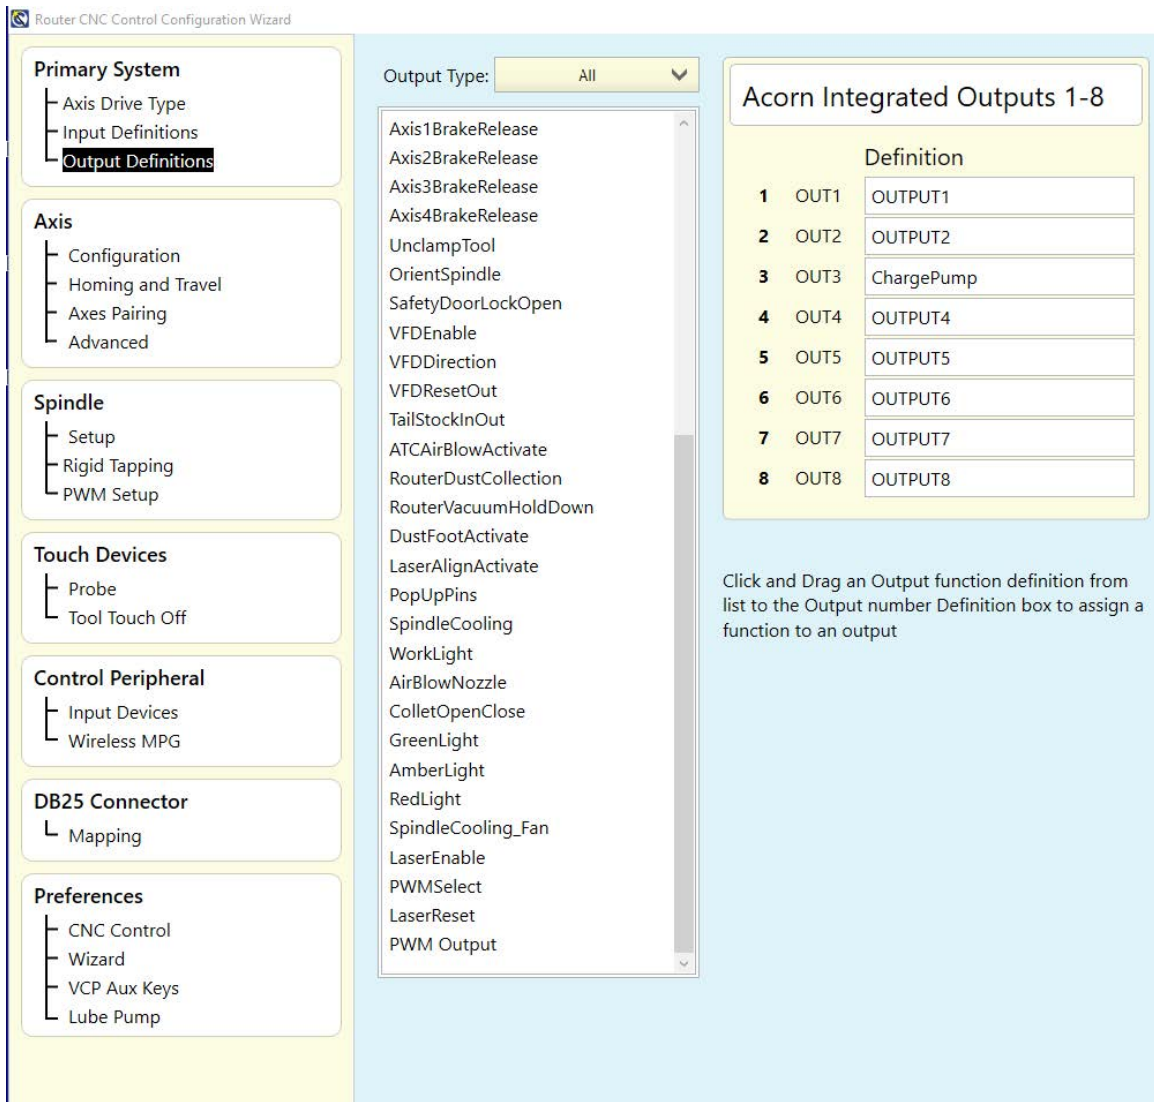 Router CNC Control Configuration Wizard
Primary System
Axis Drive Type
Input Definitions
Output Definitions
Axis
Configuration
Homing and Travel
Axes Pairing
Advanced
Spindle
Setup
Rigid Tapping
PWM Setup
Touch Devices
Probe
Tool Touch Off
Control Peripheral
Input Devices
Wireless MPG
DB25 Connector
Mapping
Preferences
CNC Control
Wizard
VCP Aux Keys
Lube Pump
Output Type: All
Axis1BrakeRelease
Axis2BrakeRelease
Axis3BrakeRelease
Axis4BrakeRelease
UnclampTool
OrientSpindle
SafetyDoorLockOpen
VFDEnable
VFDDirection
VFDResetOut
TailStockInOut
ATCAirBlowActivate
RouterDustCollection
RouterVacuumHoldDown
DustFootActivate
LaserAlignActivate
PopUpPins
SpindleCooling
WorkLight
AirBlowNozzle
ColletOpenClose
GreenLight
AmberLight
RedLight
SpindleCooling_Fan
LaserEnable
PWMSelect
LaserReset
PWM Output
Acorn Integrated Outputs 1-8
Definition
1 OUT1 OUTPUT1
2 OUT2 OUTPUT2
3 OUT3 ChargePump
4 OUT4 OUTPUT4
5 OUT5 OUTPUT5
6 OUT6 OUTPUT6
7 OUT7 OUTPUT7
8 OUT8 OUTPUT8
Click and Drag an Output function definition from
list to the Output number Definition box to assign a
function to an output